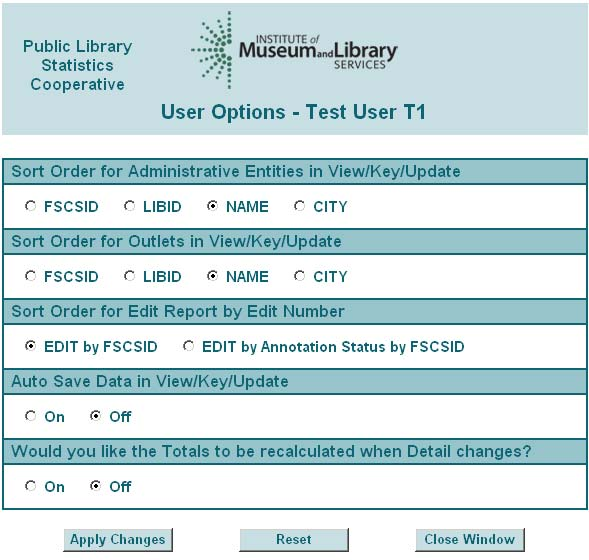 Public Library
Statistics
Cooperative
INSTITUTE of
Museum and Library
SERVICES
User Options - Test User T1
Sort Order for Administrative Entities in View/Key/Update
FSCSID LIBID NAME CITY
Sort Order for Outlets in View/Key/Update
FSCSID LIBID NAME CITY
Sort Order for Edit Report by Edit Number
EDIT by FSCSID EDIT by Annotation Status by FSCSID
Auto Save Data in View/Key/Update
On Off
Would you like the Totals to be recalculated when Detail changes?
On Off
Apply Changes Reset Close Window